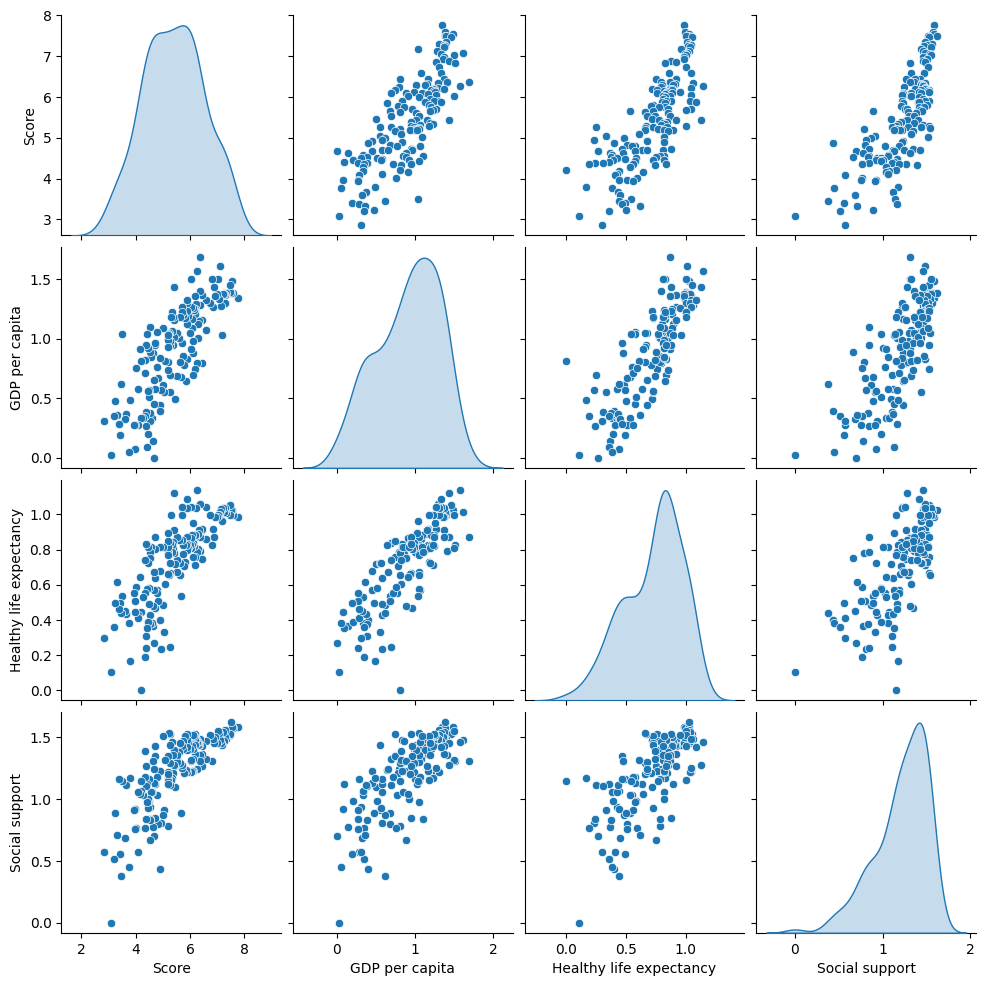 8
7
6
5
4
3
Score
1.5
1.0
0.5
0.0
GDP per capita
1.0
0.8
0.6
0.4
0.2
0.0
Healthy life expectancy
1.5
1.0
0.5
0.0
Social support
2 4 6 8
0 1 2
0.0 0.5 1.0
0 1 2
Score
GDP per capita
Healthy life expectancy
Social support